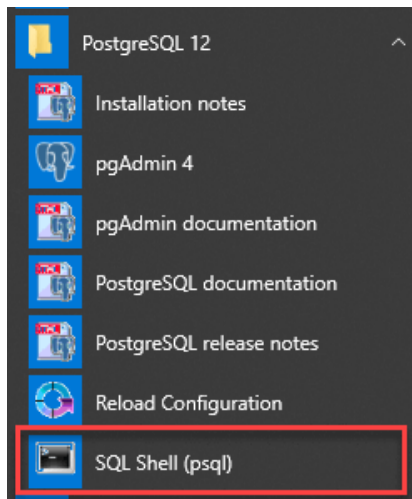 PostgreSQL 12
Installation notes
pgAdmin 4
pgAdmin documentation
PostgreSQL documentation
PostgreSQL release notes
Reload Configuration
SQL Shell (psql)